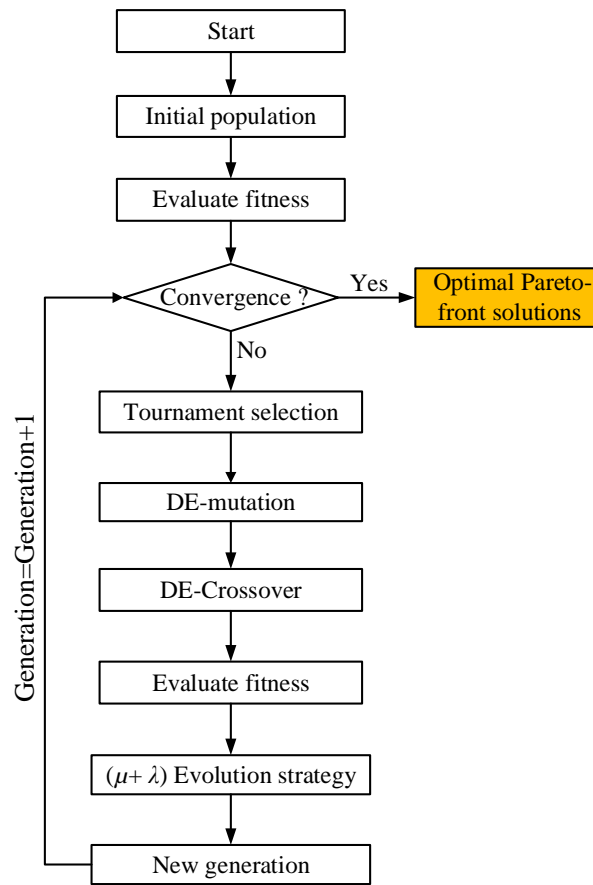 Start
Initial population
Evaluate fitness
Convergence ?
Yes
Optimal Pareto-
front solutions
No
Tournament selection
DE-mutation
DE-Crossover
Evaluate fitness
(μ+ λ) Evolution strategy
New generation
Generation=Generation+1